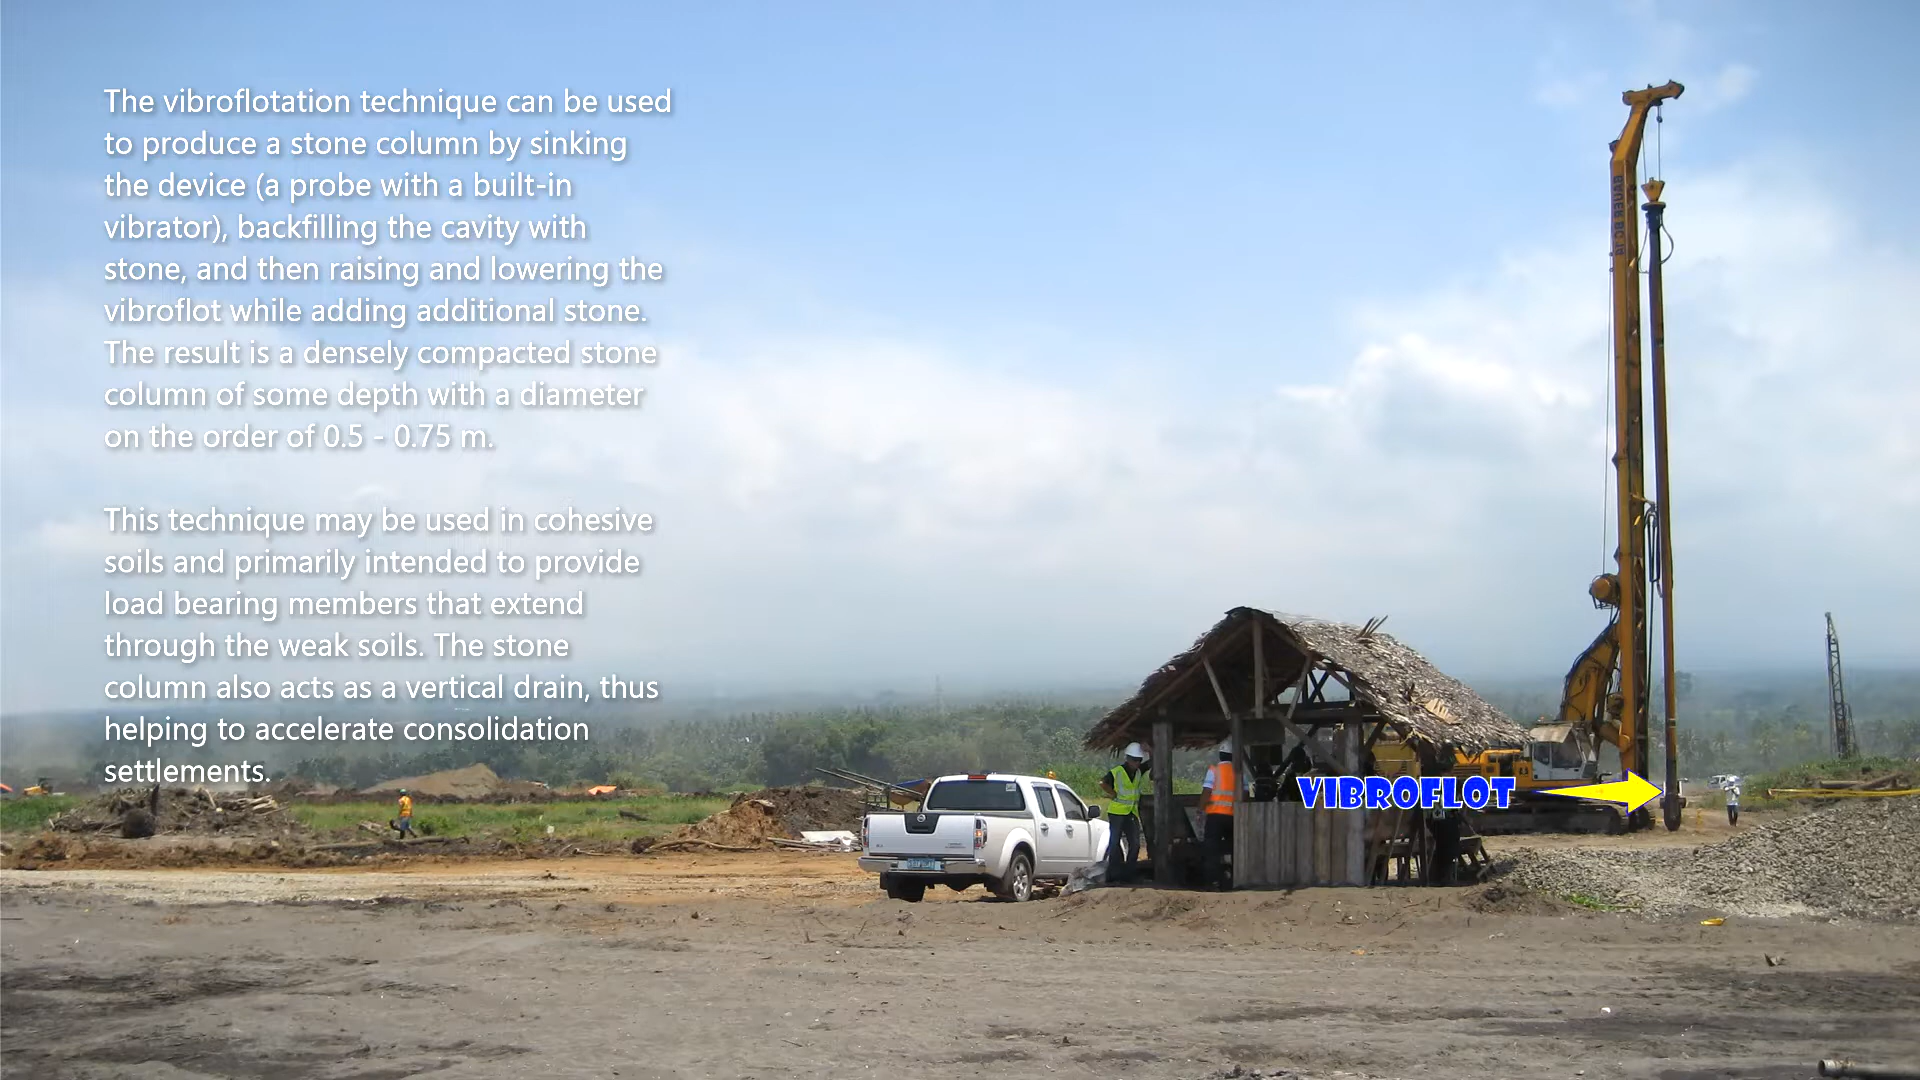 The vibroflotation technique can be used
to produce a stone column by sinking
the device (a probe with a built-in
vibrator), backfilling the cavity with
stone, and then raising and lowering the
vibroflot while adding additional stone.
The result is a densely compacted stone
column of some depth with a diameter
on the order of 0.5 - 0.75 m.
This technique may be used in cohesive
soils and primarily intended to provide
load bearing members that extend
through the weak soils. The stone
column also acts as a vertical drain, thus
helping to accelerate consolidation
settlements.
BAUER BG 14
VIBROFLOT